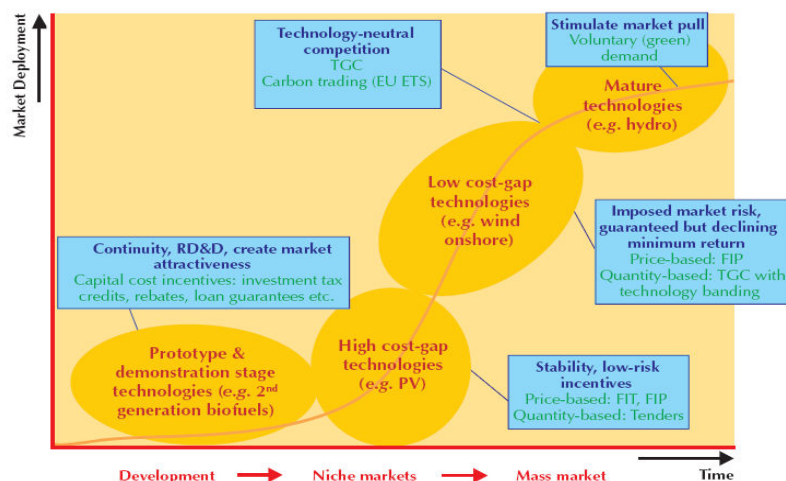 Market Deployment
Technology-neutral
competition
TGC
Carbon trading (EU ETS)
Stimulate market pull
Voluntary (green)
demand
Mature
technologies
(e.g. hydro)
Low cost-gap
technologies
(e.g. wind
onshore)
Imposed market risk,
guaranteed but declining
minimum return
Price-based: FIP
Quantity-based: TGC with
technology banding
Continuity, RD&D, create market
attractiveness
Capital cost incentives: investment tax
credits, rebates, loan guarantees etc.
Prototype &
demonstration stage
technologies (e.g. 2nd
generation biofuels)
High cost-gap
technologies
(e.g. PV)
Stability, low-risk
incentives
Price-based: FIT, FIP
Quantity-based: Tenders
Development
Niche markets
Mass market
Time